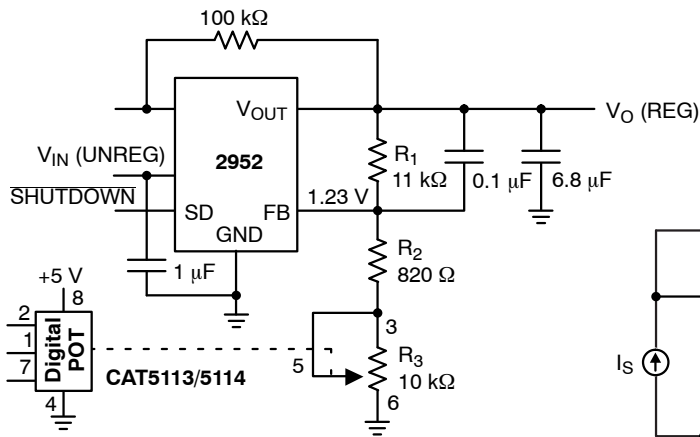 100 kΩ
VOUT
VO (REG)
VIN (UNREG)
2952
R1
11 kΩ
0.1 µF
6.8 µF
SHUTDOWN
1.23 V
SD
FB
GND
R2
820 Ω
1 µF
+5 V
8
2
1
7
4
Digital
POT
CAT5113/5114
3
5
R3
10 kΩ
6
IS